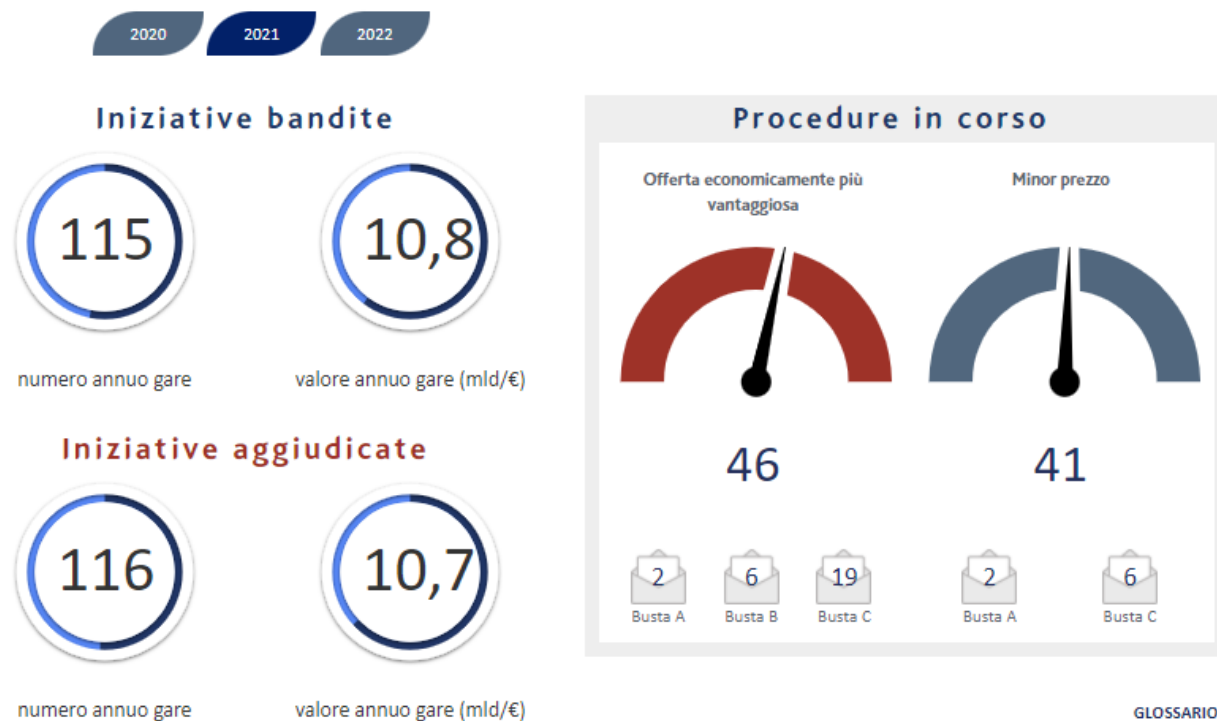 2020
2021
2022
Iniziative bandite
115
10,8
numero annuo gare
valore annuo gare (mld/€)
Iniziative aggiudicate
116
10,7
numero annuo gare
valore annuo gare (mld/€)
Procedure in corso
Offerta economicamente più
vantaggiosa
46
2
6
19
Busta A
Busta B
Busta C
Minor prezzo
41
2
6
Busta A
Busta C
GLOSSARIO